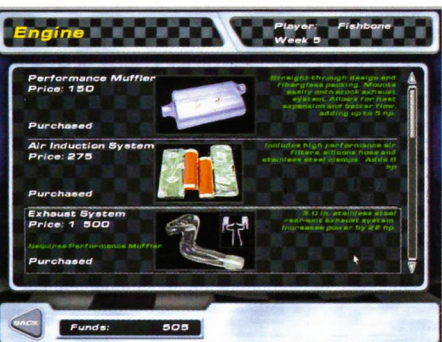 Engine
Player: Fishbone
Week 5
Performance Muffler
Price: 150
Straight-through design and
fiberglass packing. Mounts
easily onto stock exhaust
system. Allows for heat
expansion and better flow,
adding up to 5 hp.
Purchased
Air Induction System
Price: 275
Includes high performance air
filters, silicone hose and
stainless steel clamps. Adds 8
hp
Purchased
Exhaust System
Price: 1 500
3.0 in. stainless steel
rear-exit exhaust system.
Increases power by 22 hp.
Requires Performance Muffler
Purchased
BACK
Funds: 505